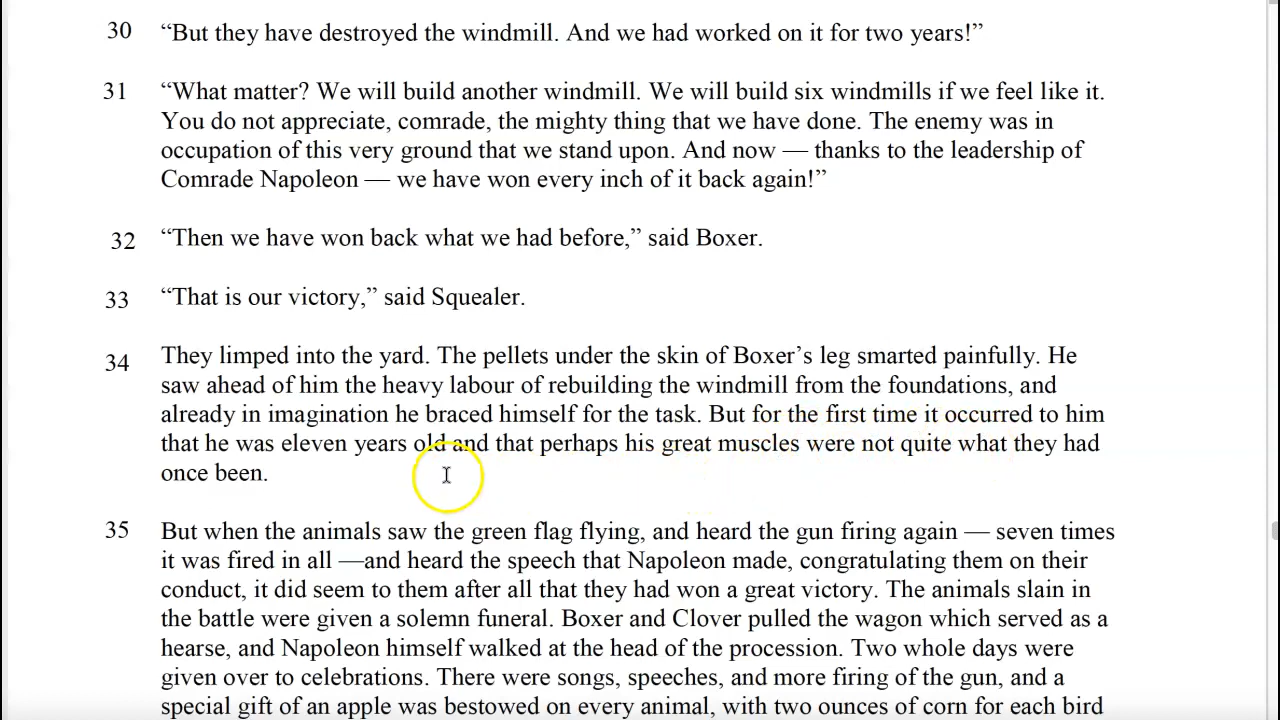 30 “But they have destroyed the windmill. And we had worked on it for two years!”
31 “What matter? We will build another windmill. We will build six windmills if we feel like it.
You do not appreciate, comrade, the mighty thing that we have done. The enemy was in
occupation of this very ground that we stand upon. And now — thanks to the leadership of
Comrade Napoleon — we have won every inch of it back again!”
32 “Then we have won back what we had before,” said Boxer.
33 “That is our victory,” said Squealer.
34 They limped into the yard. The pellets under the skin of Boxer’s leg smarted painfully. He
saw ahead of him the heavy labour of rebuilding the windmill from the foundations, and
already in imagination he braced himself for the task. But for the first time it occurred to him
that he was eleven years old and that perhaps his great muscles were not quite what they had
once been.
35 But when the animals saw the green flag flying, and heard the gun firing again — seven times
it was fired in all —and heard the speech that Napoleon made, congratulating them on their
conduct, it did seem to them after all that they had won a great victory. The animals slain in
the battle were given a solemn funeral. Boxer and Clover pulled the wagon which served as a
hearse, and Napoleon himself walked at the head of the procession. Two whole days were
given over to celebrations. There were songs, speeches, and more firing of the gun, and a
special gift of an apple was bestowed on every animal, with two ounces of corn for each bird